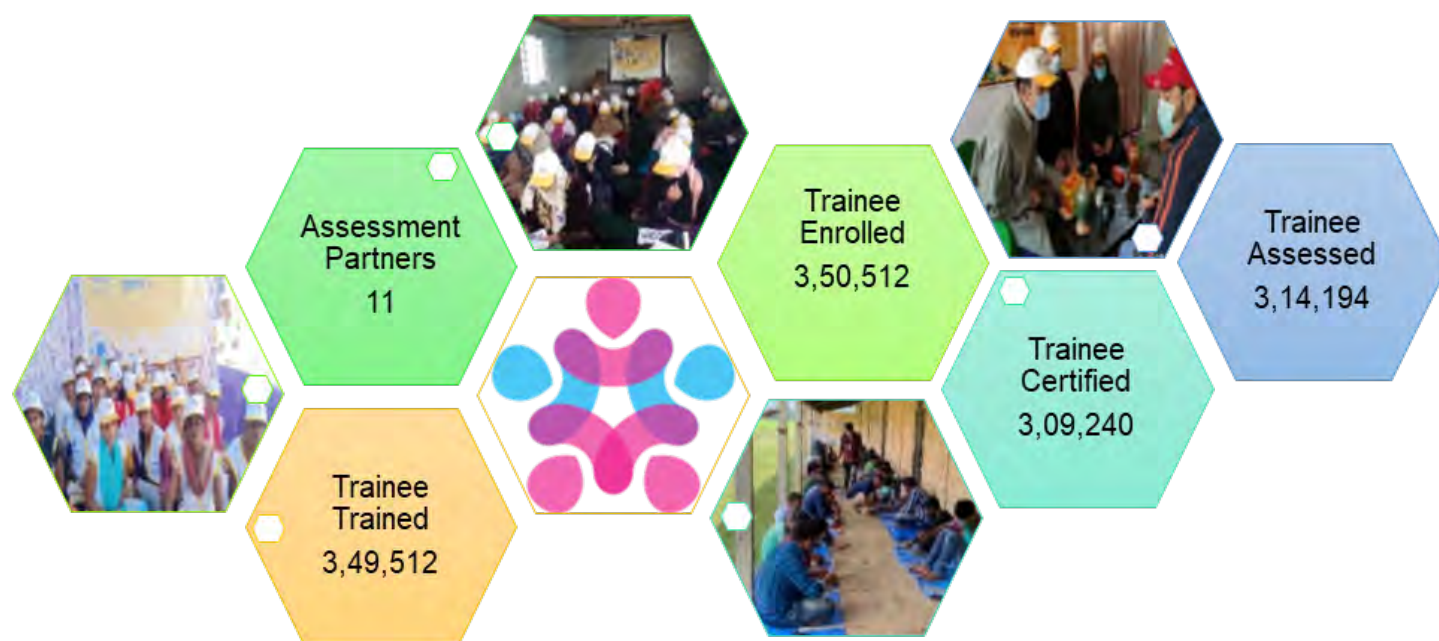 Assessment
Partners
11
Trainee
Trained
3,49,512
Trainee
Enrolled
3,50,512
Trainee
Certified
3,09,240
Trainee
Assessed
3,14,194